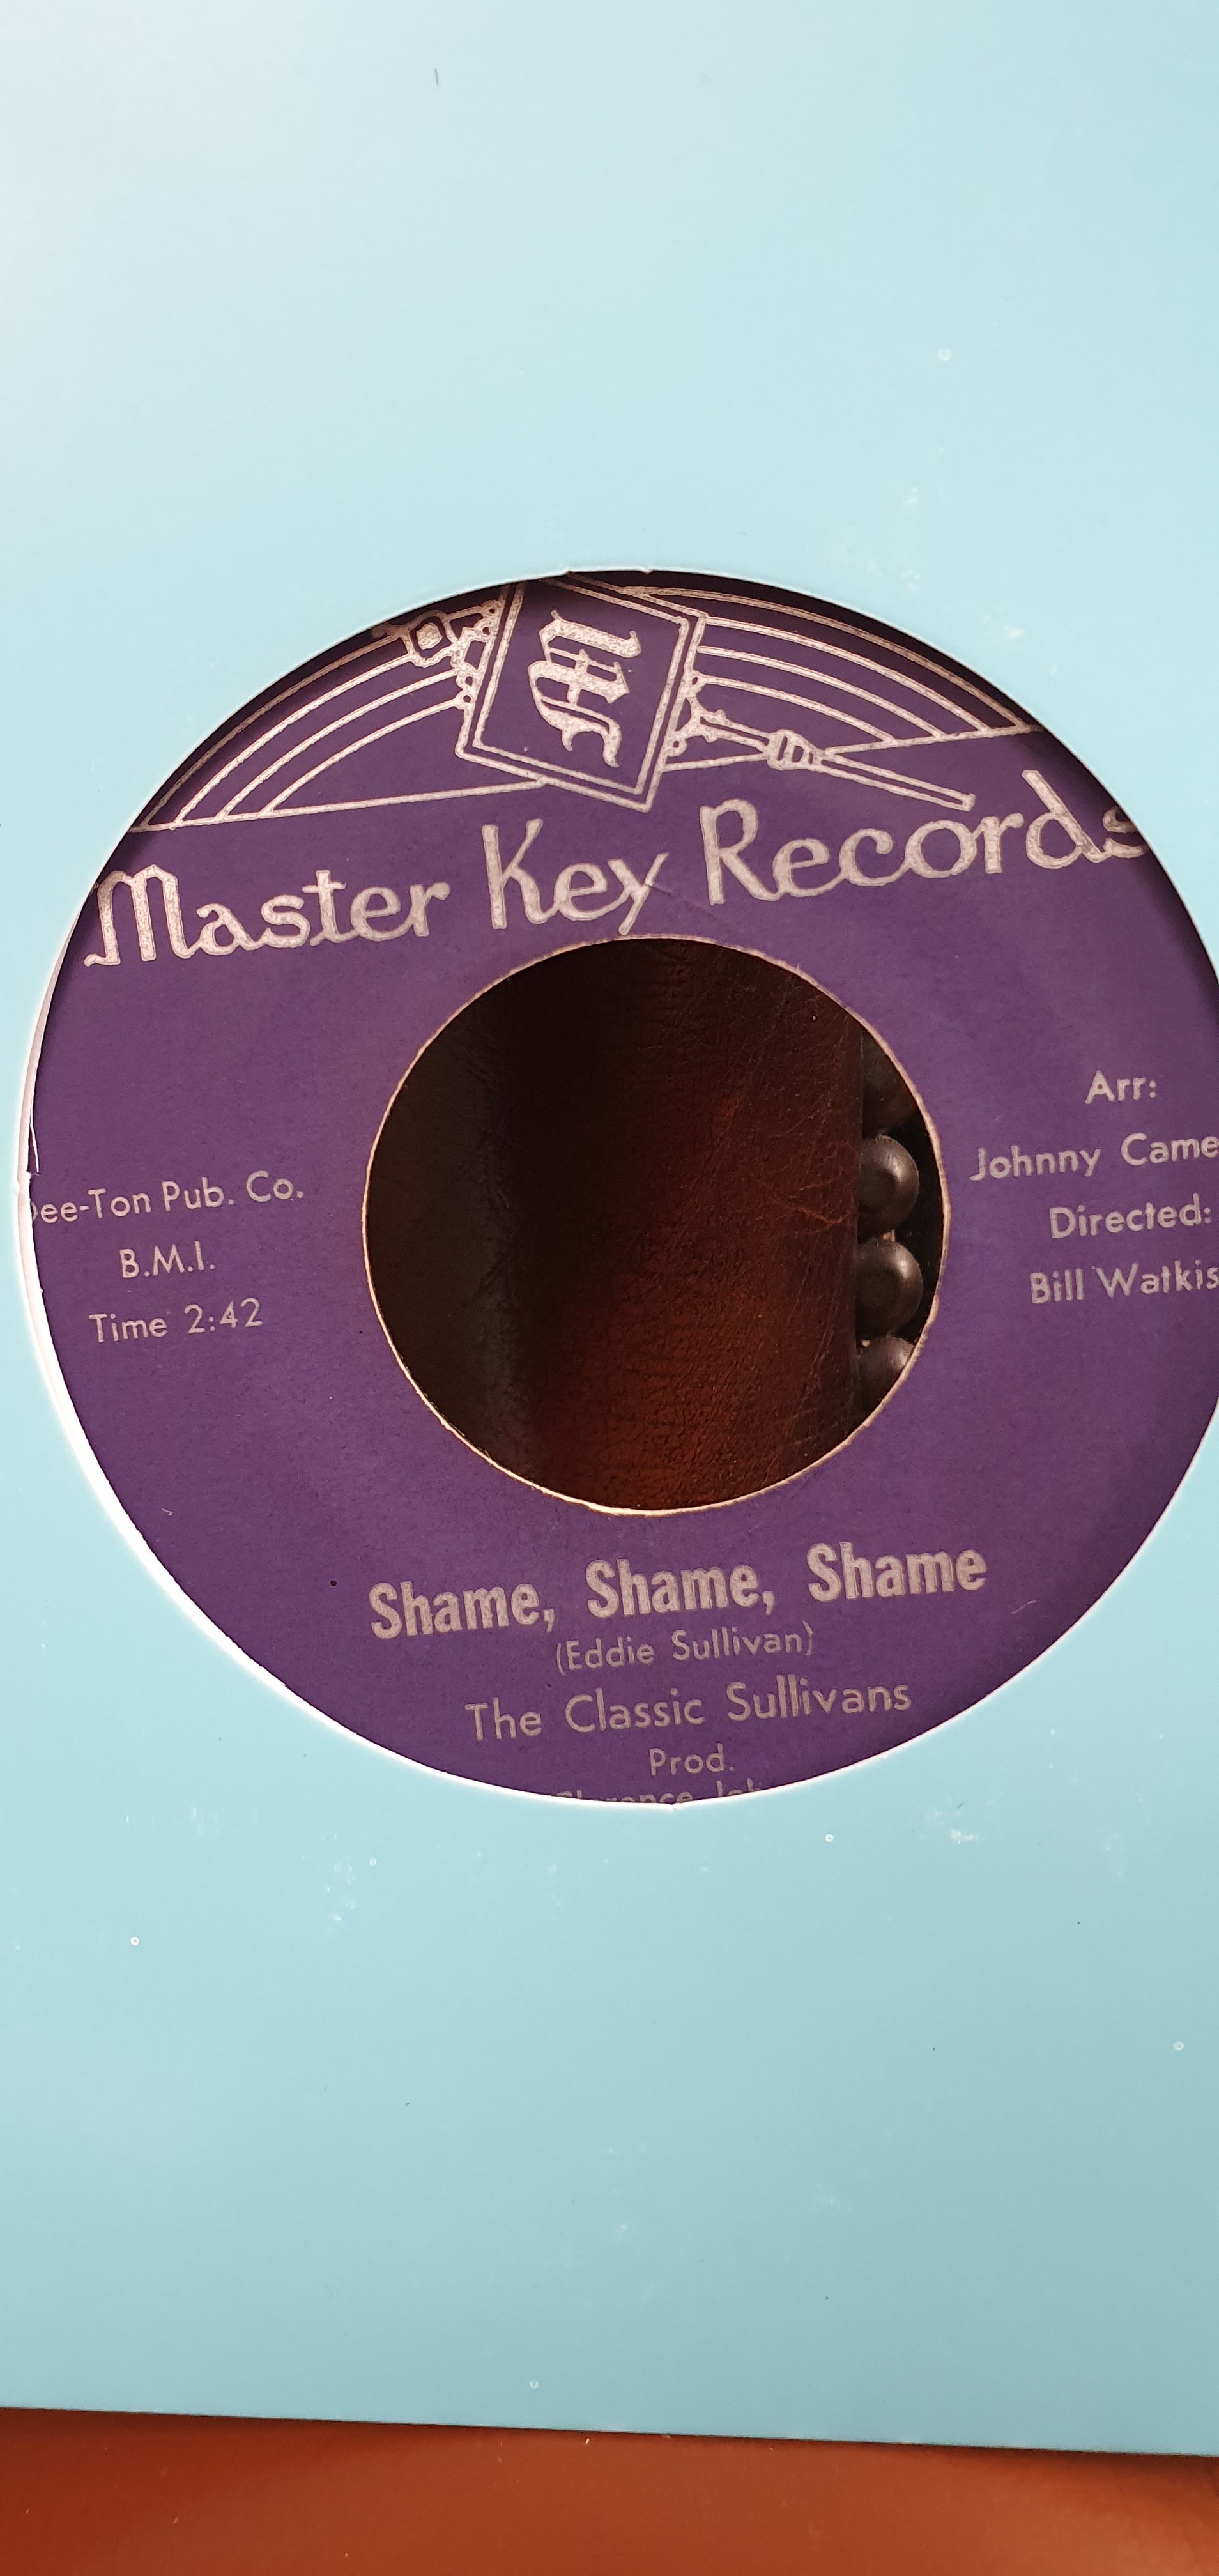 M
Master Key Records
ee-Ton Pub. Co.
B.M.I.
Time 2:42
Arr:
Johnny Came
Directed:
Bill Watkis
Shame, Shame, Shame
(Eddie Sullivan)
The Classic Sullivans
Prod.